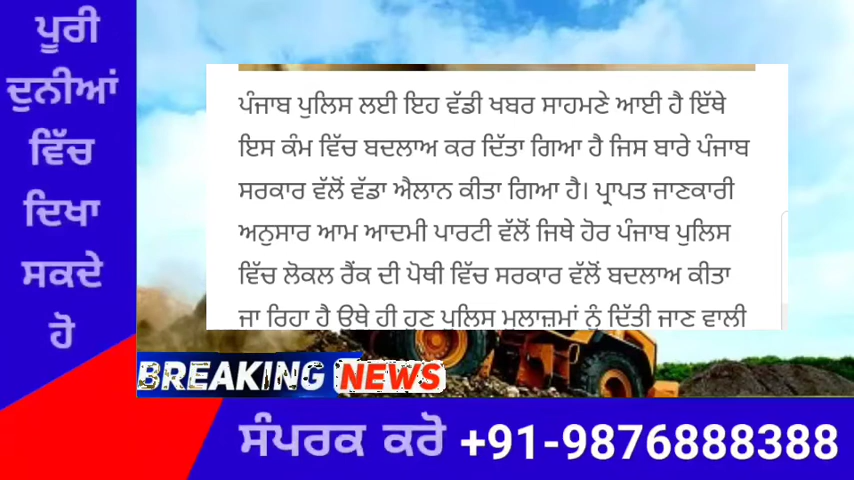 ਪੂਰੀ
ਦੁਨੀਆਂ
ਵਿੱਚ
ਦਿਖਾ
ਸਕਦੇ
ਹੋ
ਪੰਜਾਬ ਪੁਲਿਸ ਲਈ ਇਹ ਵੱਡੀ ਖਬਰ ਸਾਹਮਣੇ ਆਈ ਹੈ ਇੱਥੇ
ਇਸ ਕੰਮ ਵਿੱਚ ਬਦਲਾਅ ਕਰ ਦਿੱਤਾ ਗਿਆ ਹੈ ਜਿਸ ਬਾਰੇ ਪੰਜਾਬ
ਸਰਕਾਰ ਵੱਲੋਂ ਵੱਡਾ ਐਲਾਨ ਕੀਤਾ ਗਿਆ ਹੈ। ਪ੍ਰਾਪਤ ਜਾਣਕਾਰੀ
ਅਨੁਸਾਰ ਆਮ ਆਦਮੀ ਪਾਰਟੀ ਵੱਲੋਂ ਜਿਥੇ ਹੋਰ ਪੰਜਾਬ ਪੁਲਿਸ
ਵਿੱਚ ਲੋਕਲ ਰੈਂਕ ਦੀ ਪੋਥੀ ਵਿੱਚ ਸਰਕਾਰ ਵੱਲੋਂ ਬਦਲਾਅ ਕੀਤਾ
ਜਾ ਰਿਹਾ ਹੈ ਉਥੇ ਹੀ ਹੁਣ ਪੁਲਿਸ ਮੁਲਾਜ਼ਮਾਂ ਨੂੰ ਦਿੱਤੀ ਜਾਣ ਵਾਲੀ
BREAKING NEWS
ਸੰਪਰਕ ਕਰੋ +91-9876888388